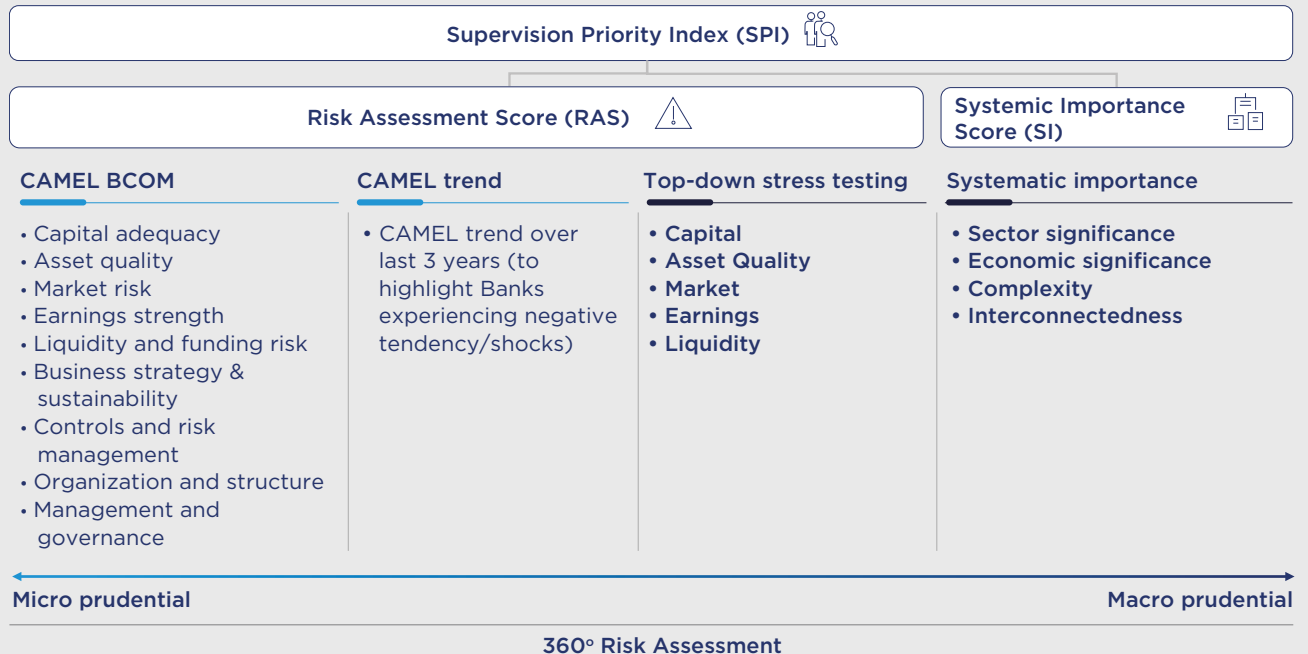 Supervision Priority Index (SPI)
Risk Assessment Score (RAS)
Systemic Importance
Score (SI)
CAMEL BCOM
• Capital adequacy
• Asset quality
• Market risk
• Earnings strength
• Liquidity and funding risk
• Business strategy &
sustainability
• Controls and risk
management
• Organization and structure
• Management and
governance
CAMEL trend
• CAMEL trend over
last 3 years (to
highlight Banks
experiencing negative
tendency/shocks)
Top-down stress testing
• Capital
• Asset Quality
• Market
• Earnings
• Liquidity
Systematic importance
• Sector significance
• Economic significance
• Complexity
• Interconnectedness
Micro prudential
Macro prudential
360° Risk Assessment